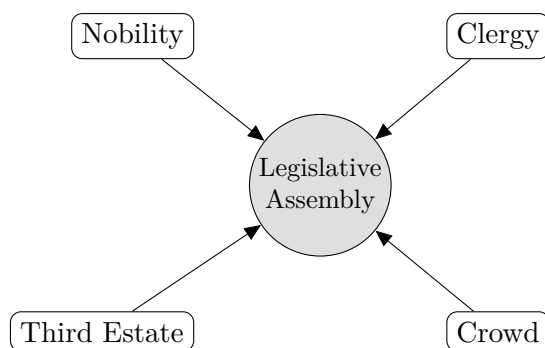 Nobility
Clergy
Legislative
Assembly
Third Estate
Crowd